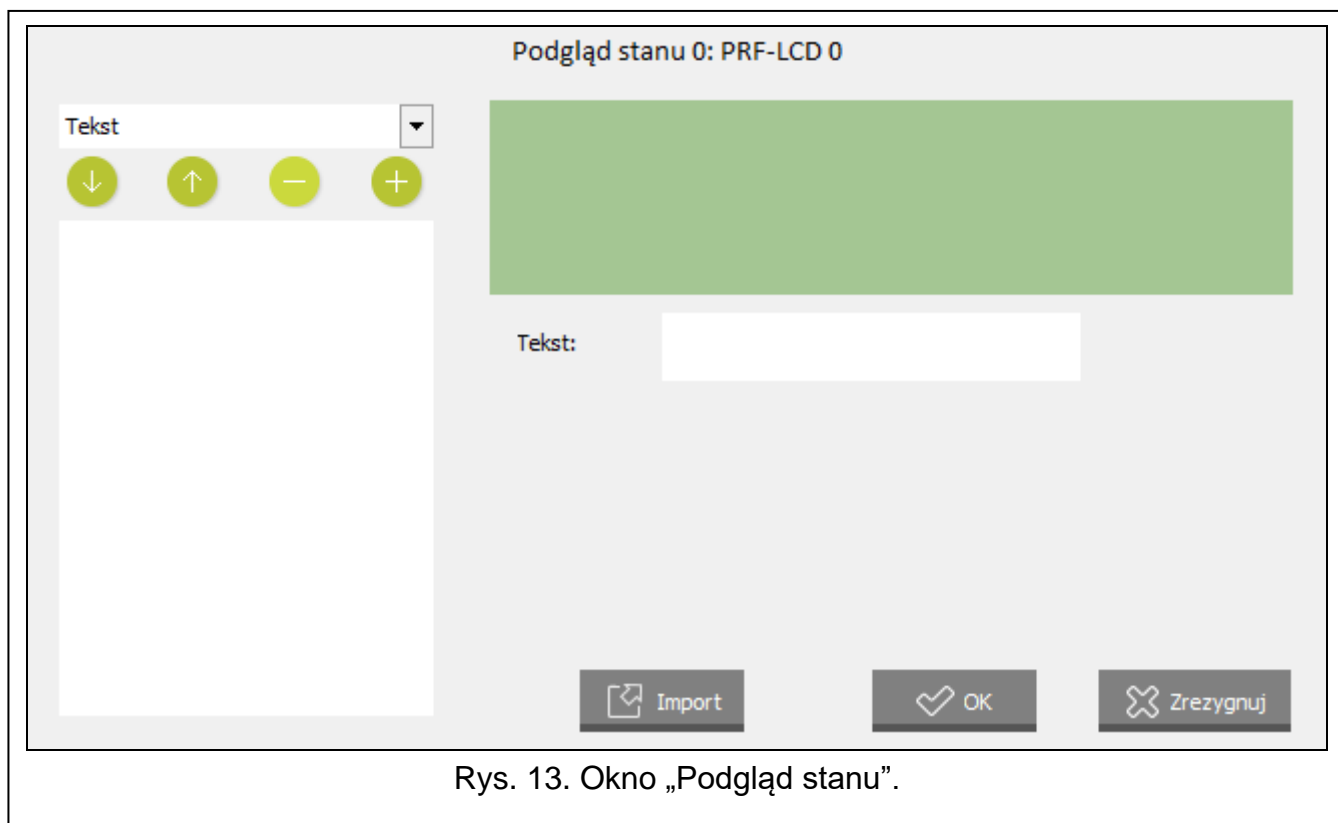 Podgląd stanu 0: PRF-LCD 0
Tekst
Tekst:
Import
OK
Zrezygnuj
Rys. 13. Okno „Podgląd stanu”.